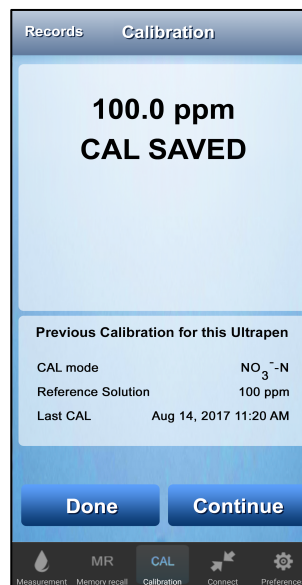 Records Calibration
100.0 ppm
CAL SAVED
Previous Calibration for this Ultrapen
CAL mode NO₃⁻-N
Reference Solution 100 ppm
Last CAL Aug 14, 2017 11:20 AM
Done Continue
MR CAL
Measurement Memory recall Calibration Connect Preference